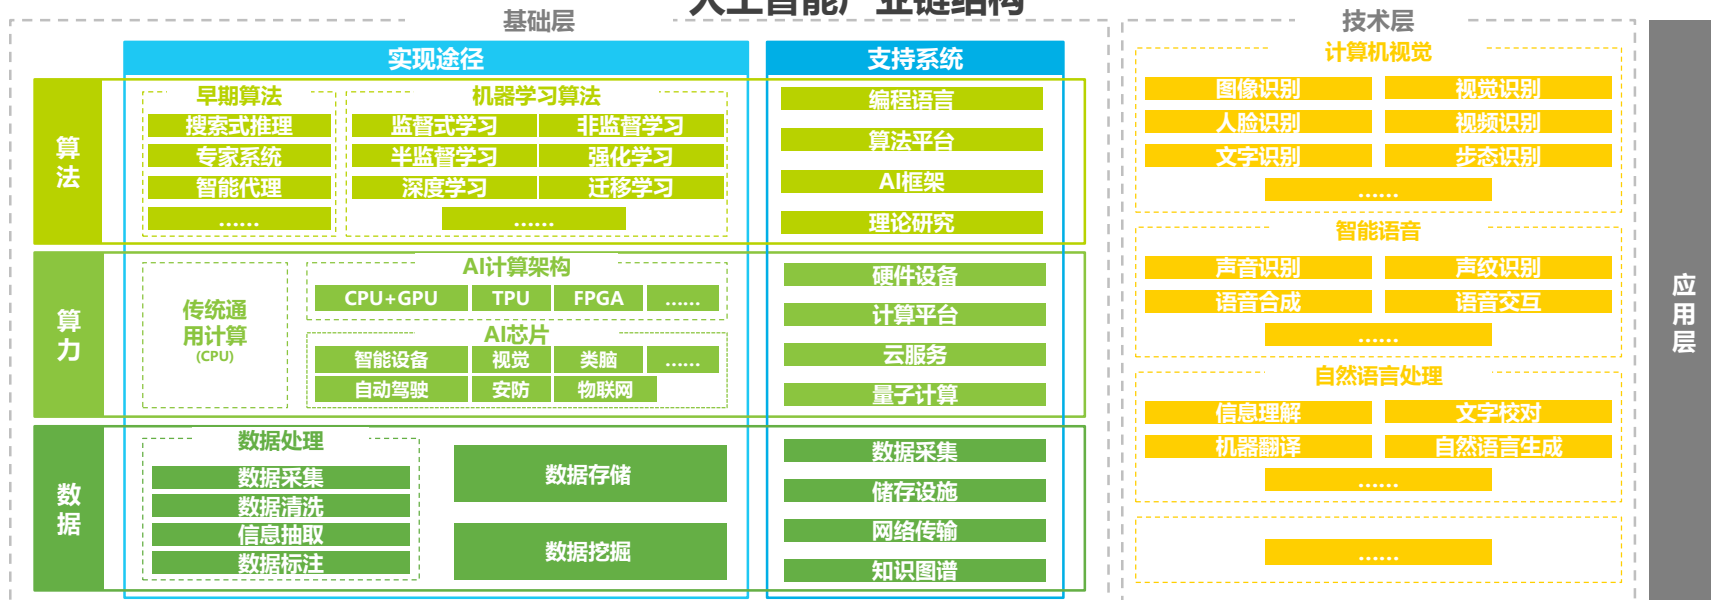 人工智能产业链结构
基础层
实现途径
支持系统
算法
早期算法
搜索式推理
专家系统
智能代理
……
机器学习算法
监督式学习
非监督学习
半监督学习
强化学习
深度学习
迁移学习
……
编程语言
算法平台
AI框架
理论研究
算力
传统通
用计算
(CPU)
AI计算架构
CPU+GPU
TPU
FPGA
……
AI芯片
智能设备
视觉
类脑
……
自动驾驶
安防
物联网
硬件设备
计算平台
云服务
量子计算
数据
数据处理
数据采集
数据清洗
信息抽取
数据标注
数据存储
数据挖掘
数据采集
储存设施
网络传输
知识图谱
技术层
计算机视觉
图像识别
视觉识别
人脸识别
视频识别
文字识别
步态识别
……
智能语音
声音识别
声纹识别
语音合成
语音交互
……
自然语言处理
信息理解
文字校对
机器翻译
自然语言生成
……
……
应用层